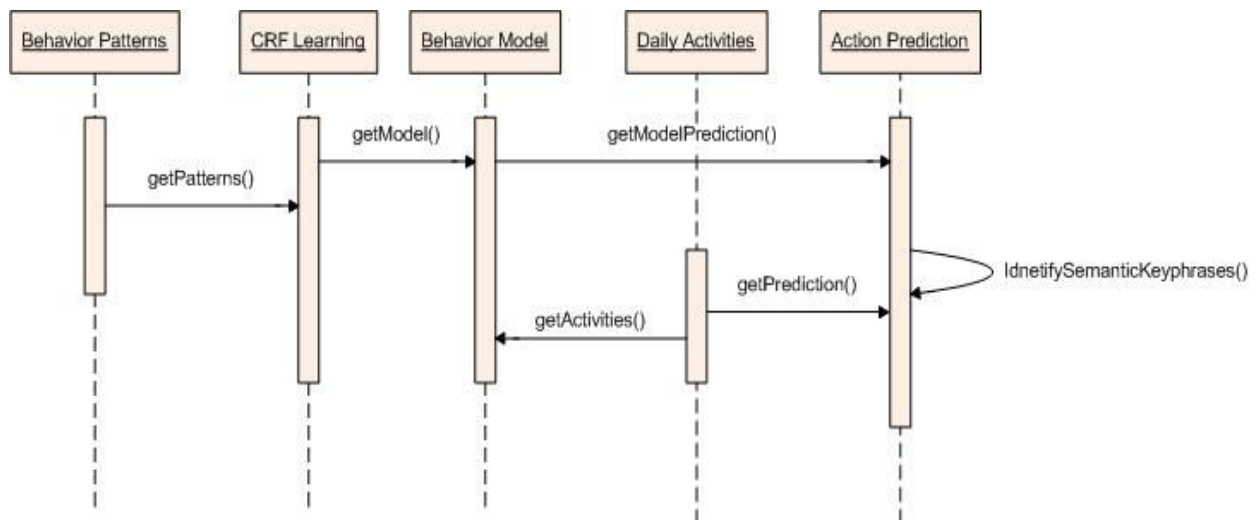 Behavior Patterns
CRF Learning
Behavior Model
Daily Activities
Action Prediction
getModel()
getModelPrediction()
getPatterns()
IdnetifySemanticKeyphrases()
getPrediction()
getActivities()